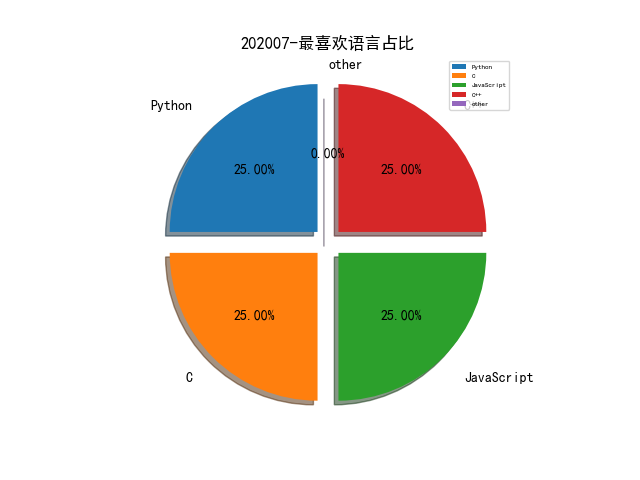 202007-最喜欢语言占比
other
Python
Python
C
JavaScript
C++
other
0.00%
25.00%
25.00%
25.00%
25.00%
C
JavaScript